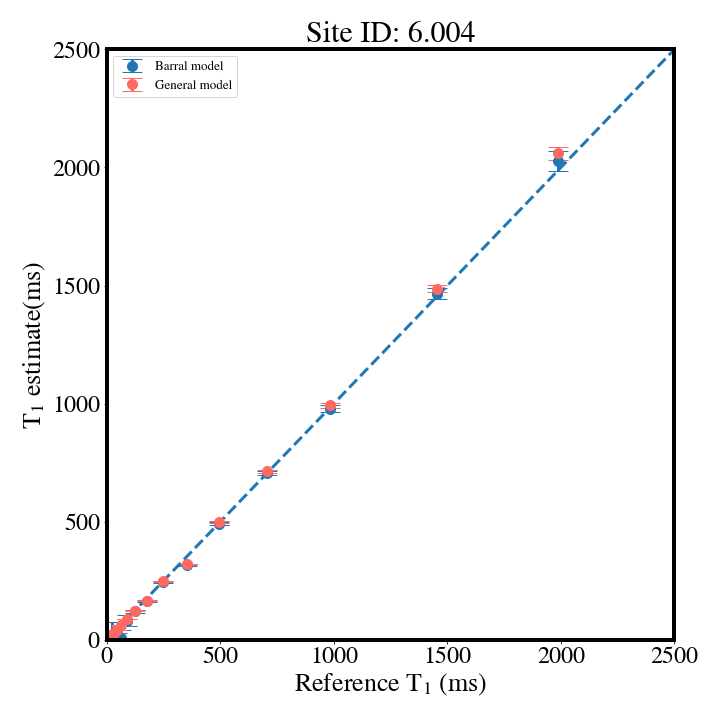 Site ID: 6.004
Barral model
General model
2500
2000
1500
1000
500
0
T₁ estimate(ms)
0 500 1000 1500 2000 2500
Reference T₁ (ms)